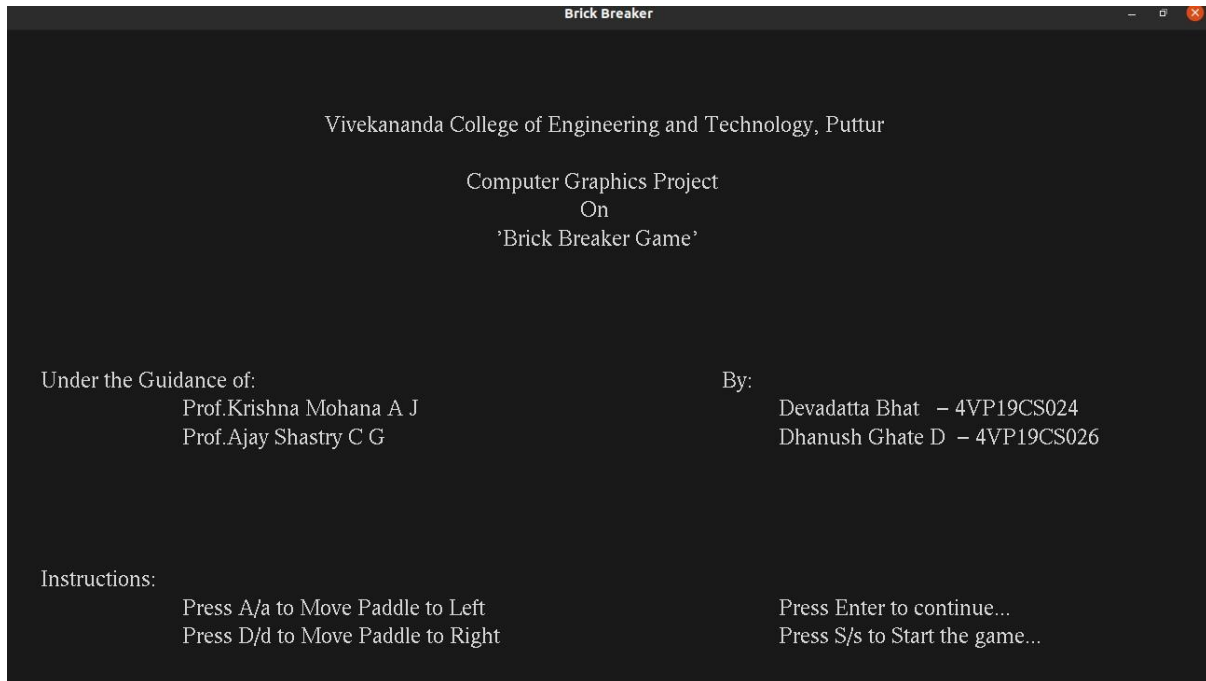 Brick Breaker
Vivekananda College of Engineering and Technology, Puttur
Computer Graphics Project
On
’Brick Breaker Game’
Under the Guidance of:
Prof.Krishna Mohana A J
Prof.Ajay Shastry C G
By:
Devadatta Bhat – 4VP19CS024
Dhanush Ghate D – 4VP19CS026
Instructions:
Press A/a to Move Paddle to Left
Press D/d to Move Paddle to Right
Press Enter to continue...
Press S/s to Start the game...